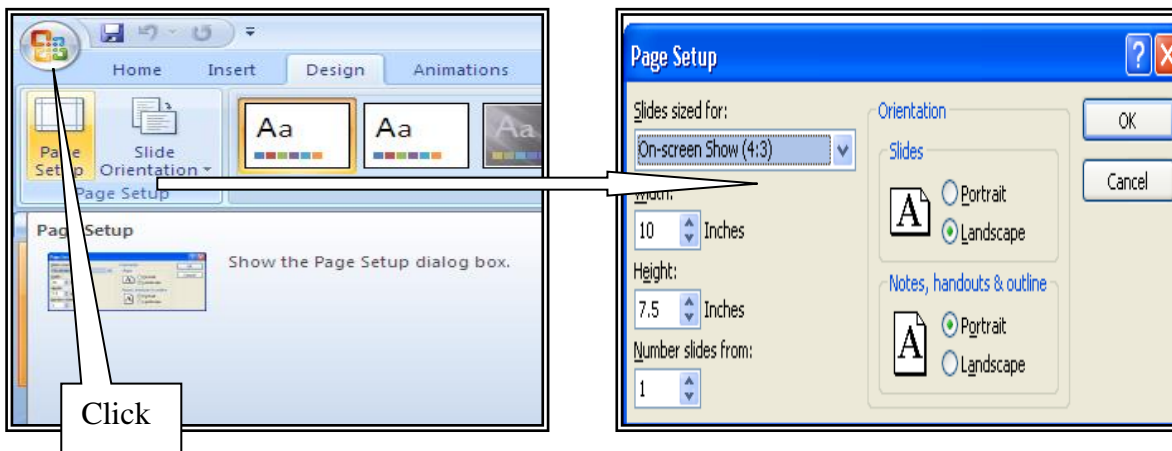 Home Insert Design Animations
Aa Aa Aa
Page Setup
Slide Orientation
Page Setup
Page Setup
Show the Page Setup dialog box.
Click
Page Setup
Slides sized for:
On-screen Show (4:3)
Width:
10 Inches
Height:
7.5 Inches
Number slides from:
1
Orientation
Slides
A
Portrait
Landscape
Notes, handouts & outline
A
Portrait
Landscape
OK
Cancel